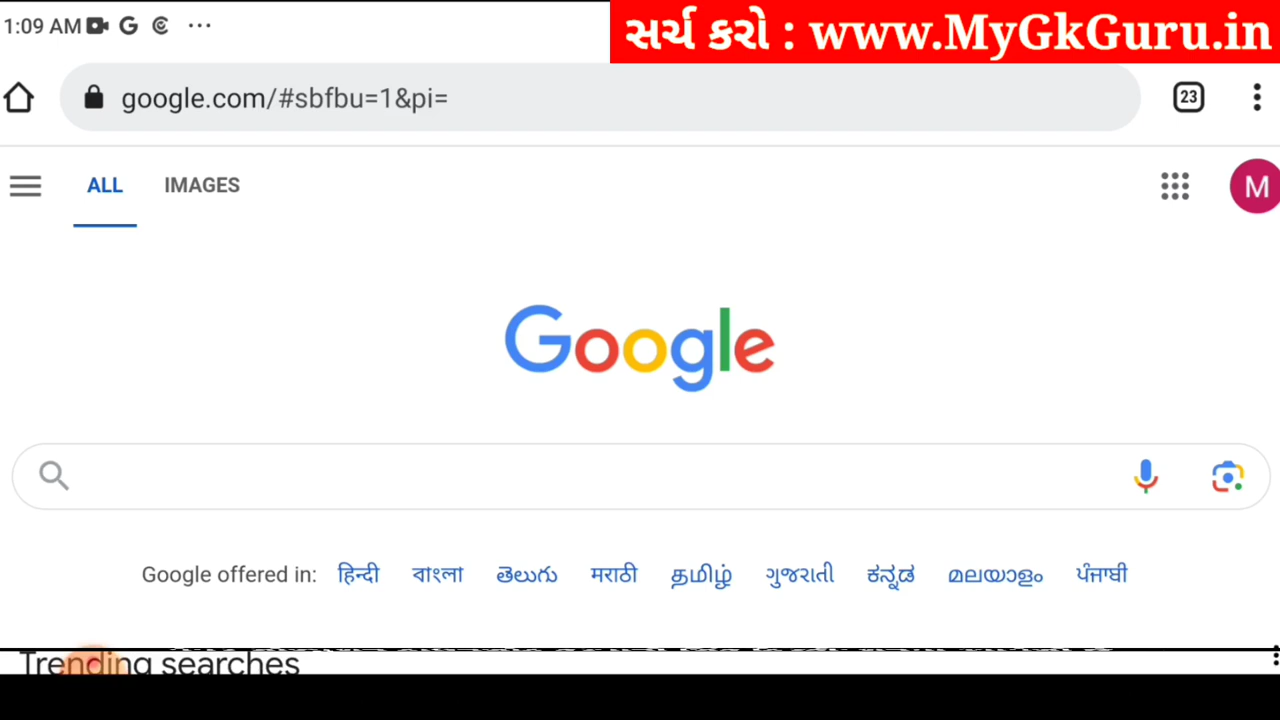 1:09 AM
સર્ચ કરો : www.MyGkGuru.in
google.com/#sbfbu=1&pi=
23
ALL IMAGES
M
Google
Google offered in: हिन्दी বাংলা తెలుగు मराठी தமிழ் ગુજરાતી ಕನ್ನಡ മലയാളം ਪੰਜਾਬੀ
Trending searches